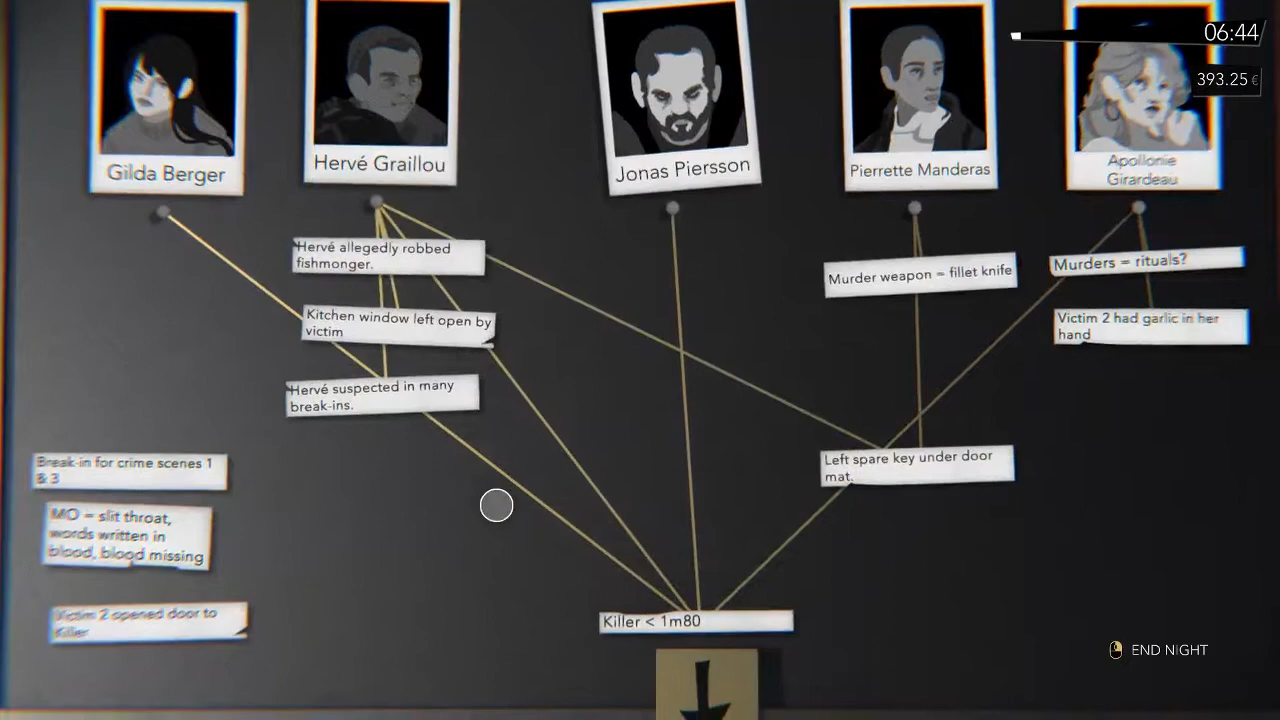 06:44
393.25 €
Gilda Berger
Hervé Graillou
Jonas Piersson
Pierrette Manderas
Apollonie
Girardeau
Hervé allegedly robbed
fishmonger.
Kitchen window left open by
victim
Hervé suspected in many
break-ins.
Murder weapon = fillet knife
Murders = rituals?
Victim 2 had garlic in her
hand
Left spare key under door
mat.
Break-in for crime scenes 1
& 3
MO = slit throat,
words written in
blood, blood missing
Victim 2 opened door to
Killer
Killer < 1m80
END NIGHT